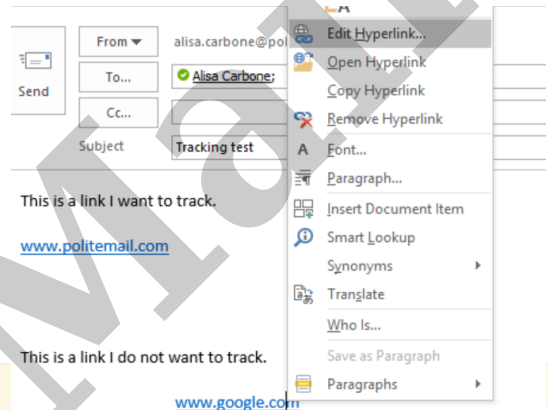 Edit Hyperlink...
From
alisa.carbone@pol
Open Hyperlink
To...
Alisa Carbone;
Send
Copy Hyperlink
Cc...
Remove Hyperlink
Subject
Tracking test
A Font...
Paragraph...
This is a link I want to track.
Insert Document Item
www.politemail.com
Smart Lookup
Synonyms
Translate
Who Is...
This is a link I do not want to track.
Save as Paragraph
Paragraphs
www.google.com